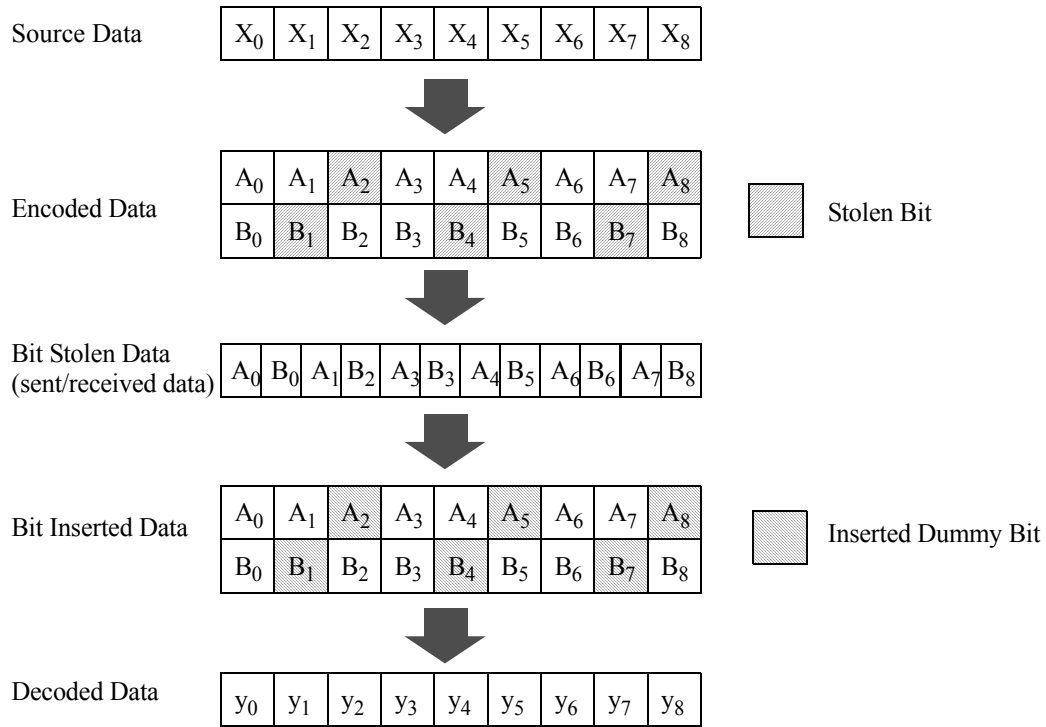 Source Data X₀ X₁ X₂ X₃ X₄ X₅ X₆ X₇ X₈
Encoded Data
A₀ A₁ A₂ A₃ A₄ A₅ A₆ A₇ A₈
B₀ B₁ B₂ B₃ B₄ B₅ B₆ B₇ B₈
Stolen Bit
Bit Stolen Data
(sent/received data)
A₀ B₀ A₁ B₂ A₃ B₃ A₄ B₅ A₆ B₆ A₇ B₈
Bit Inserted Data
A₀ A₁ A₂ A₃ A₄ A₅ A₆ A₇ A₈
B₀ B₁ B₂ B₃ B₄ B₅ B₆ B₇ B₈
Inserted Dummy Bit
Decoded Data y₀ y₁ y₂ y₃ y₄ y₅ y₆ y₇ y₈